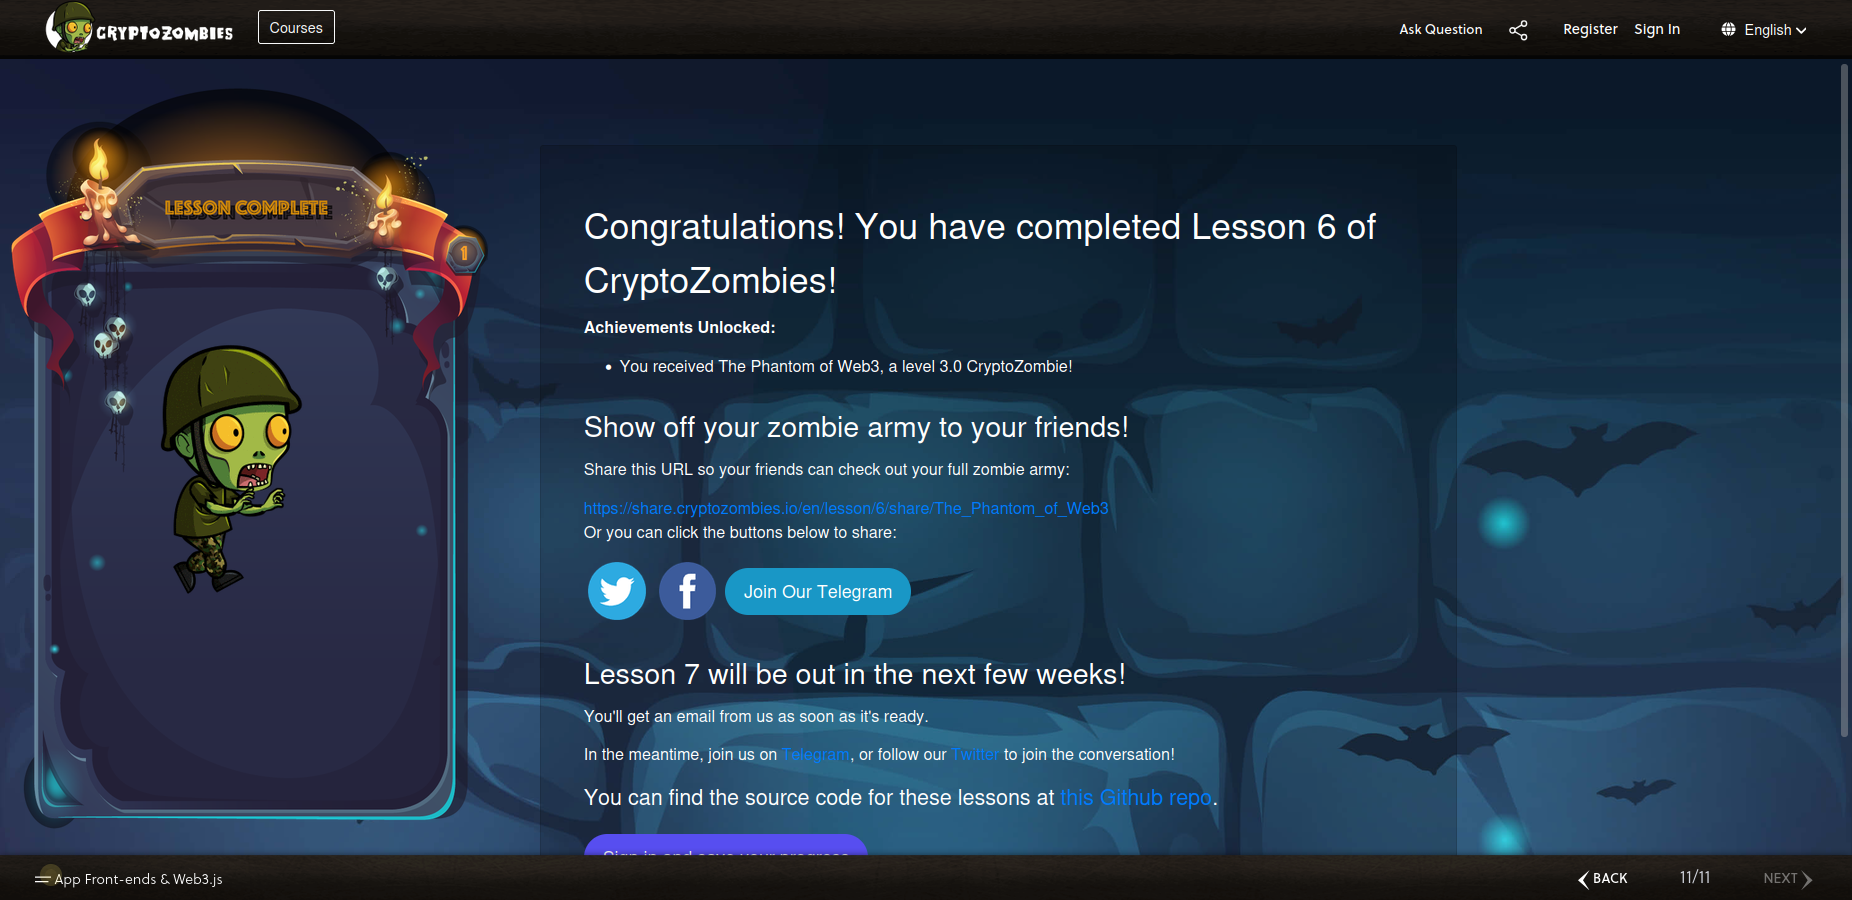 CRYPTOZOMBIES
Courses
Ask Question
Register
Sign In
English
LESSON COMPLETE
1
Congratulations! You have completed Lesson 6 of
CryptoZombies!
Achievements Unlocked:
You received The Phantom of Web3, a level 3.0 CryptoZombie!
Show off your zombie army to your friends!
Share this URL so your friends can check out your full zombie army:
https://share.cryptozombies.io/en/lesson/6/share/The_Phantom_of_Web3
Or you can click the buttons below to share:
Join Our Telegram
Lesson 7 will be out in the next few weeks!
You'll get an email from us as soon as it's ready.
In the meantime, join us on Telegram, or follow our Twitter to join the conversation!
You can find the source code for these lessons at this Github repo.
Sign in and save your progress
App Front-ends & Web3.js
BACK
11/11
NEXT